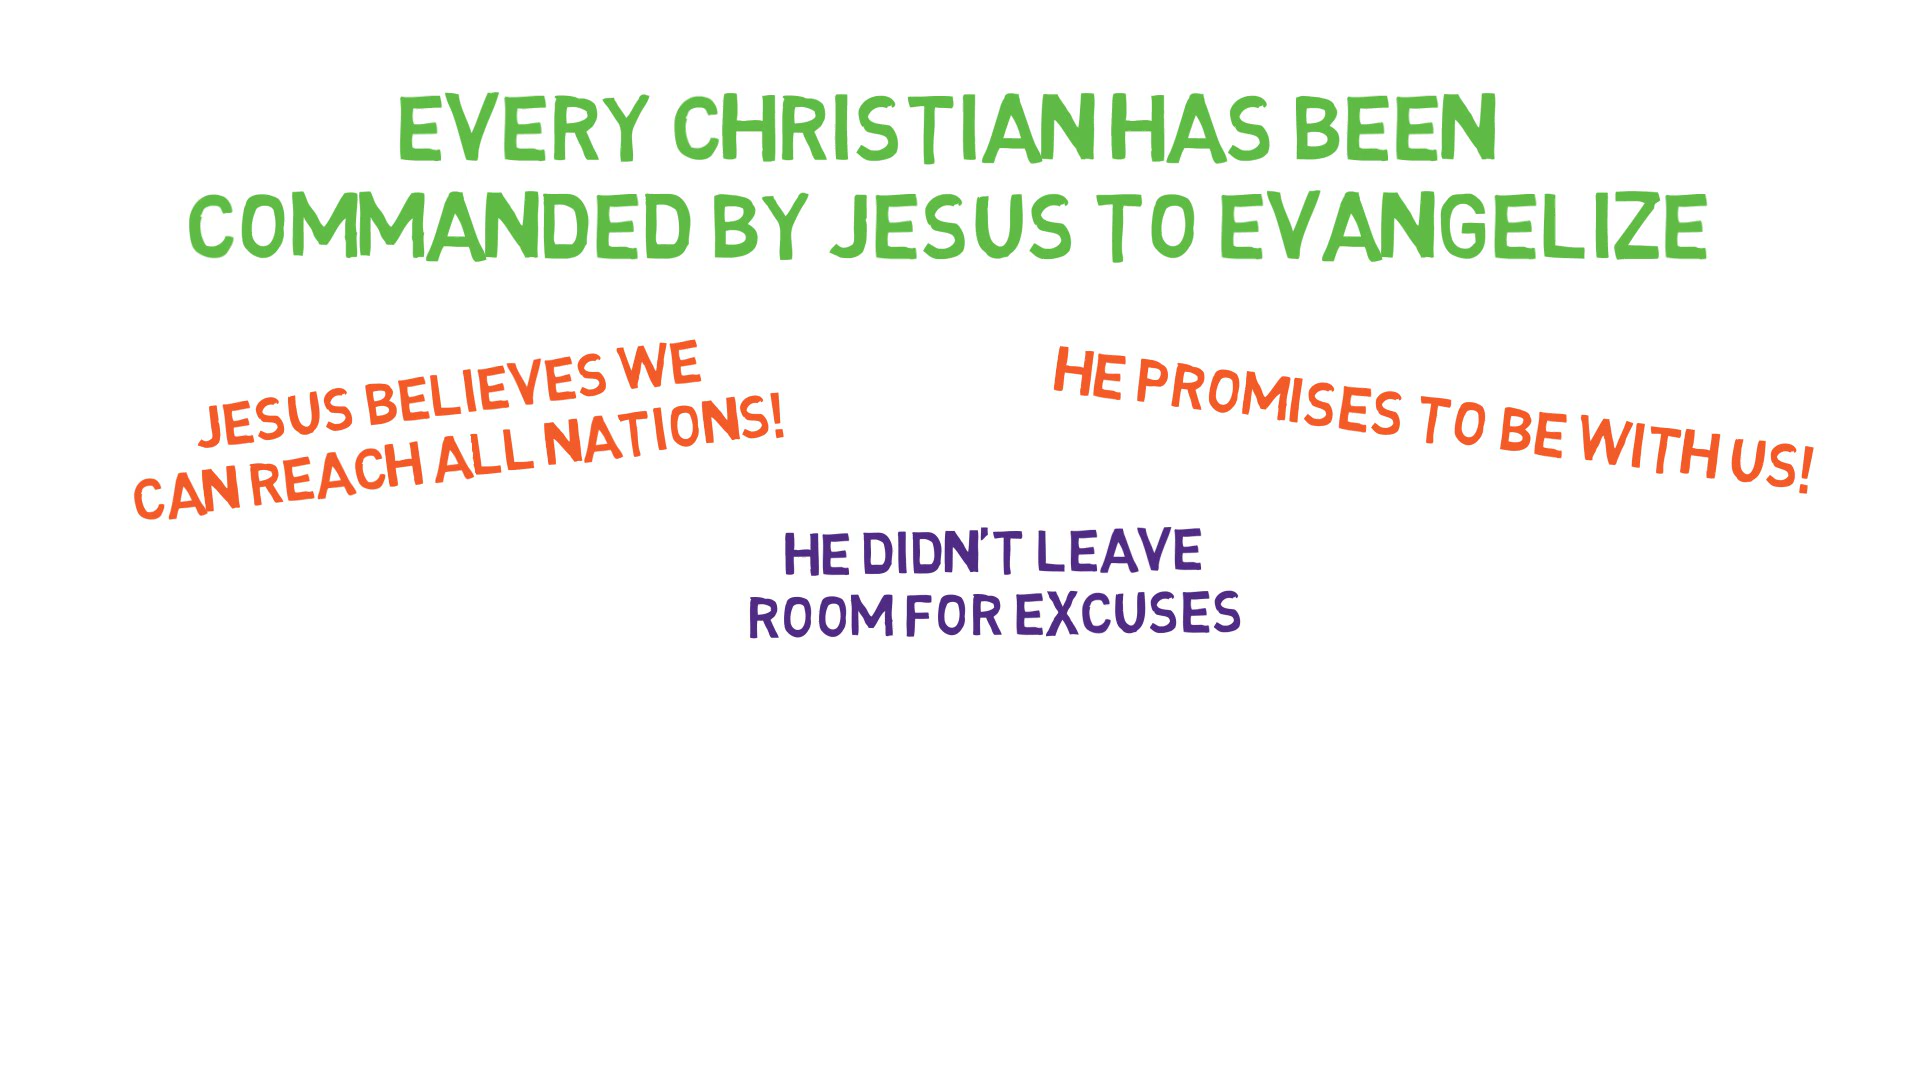 EVERY CHRISTIAN HAS BEEN
COMMANDED BY JESUS TO EVANGELIZE
JESUS BELIEVES WE
CAN REACH ALL NATIONS!
HE PROMISES TO BE WITH US!
HE DIDN'T LEAVE
ROOM FOR EXCUSES